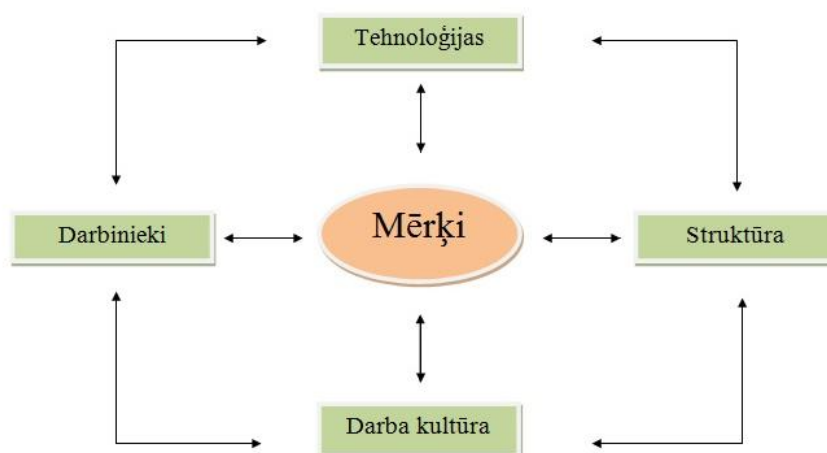 Tehnoloģijas
Darbinieki
Mērķi
Struktūra
Darba kultūra